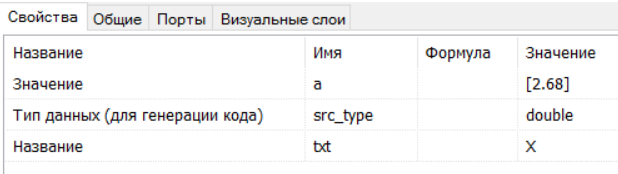 Свойства Общие Порты Визуальные слои
Название Имя Формула Значение
Значение a [2.68]
Тип данных (для генерации кода) src_type double
Название txt X